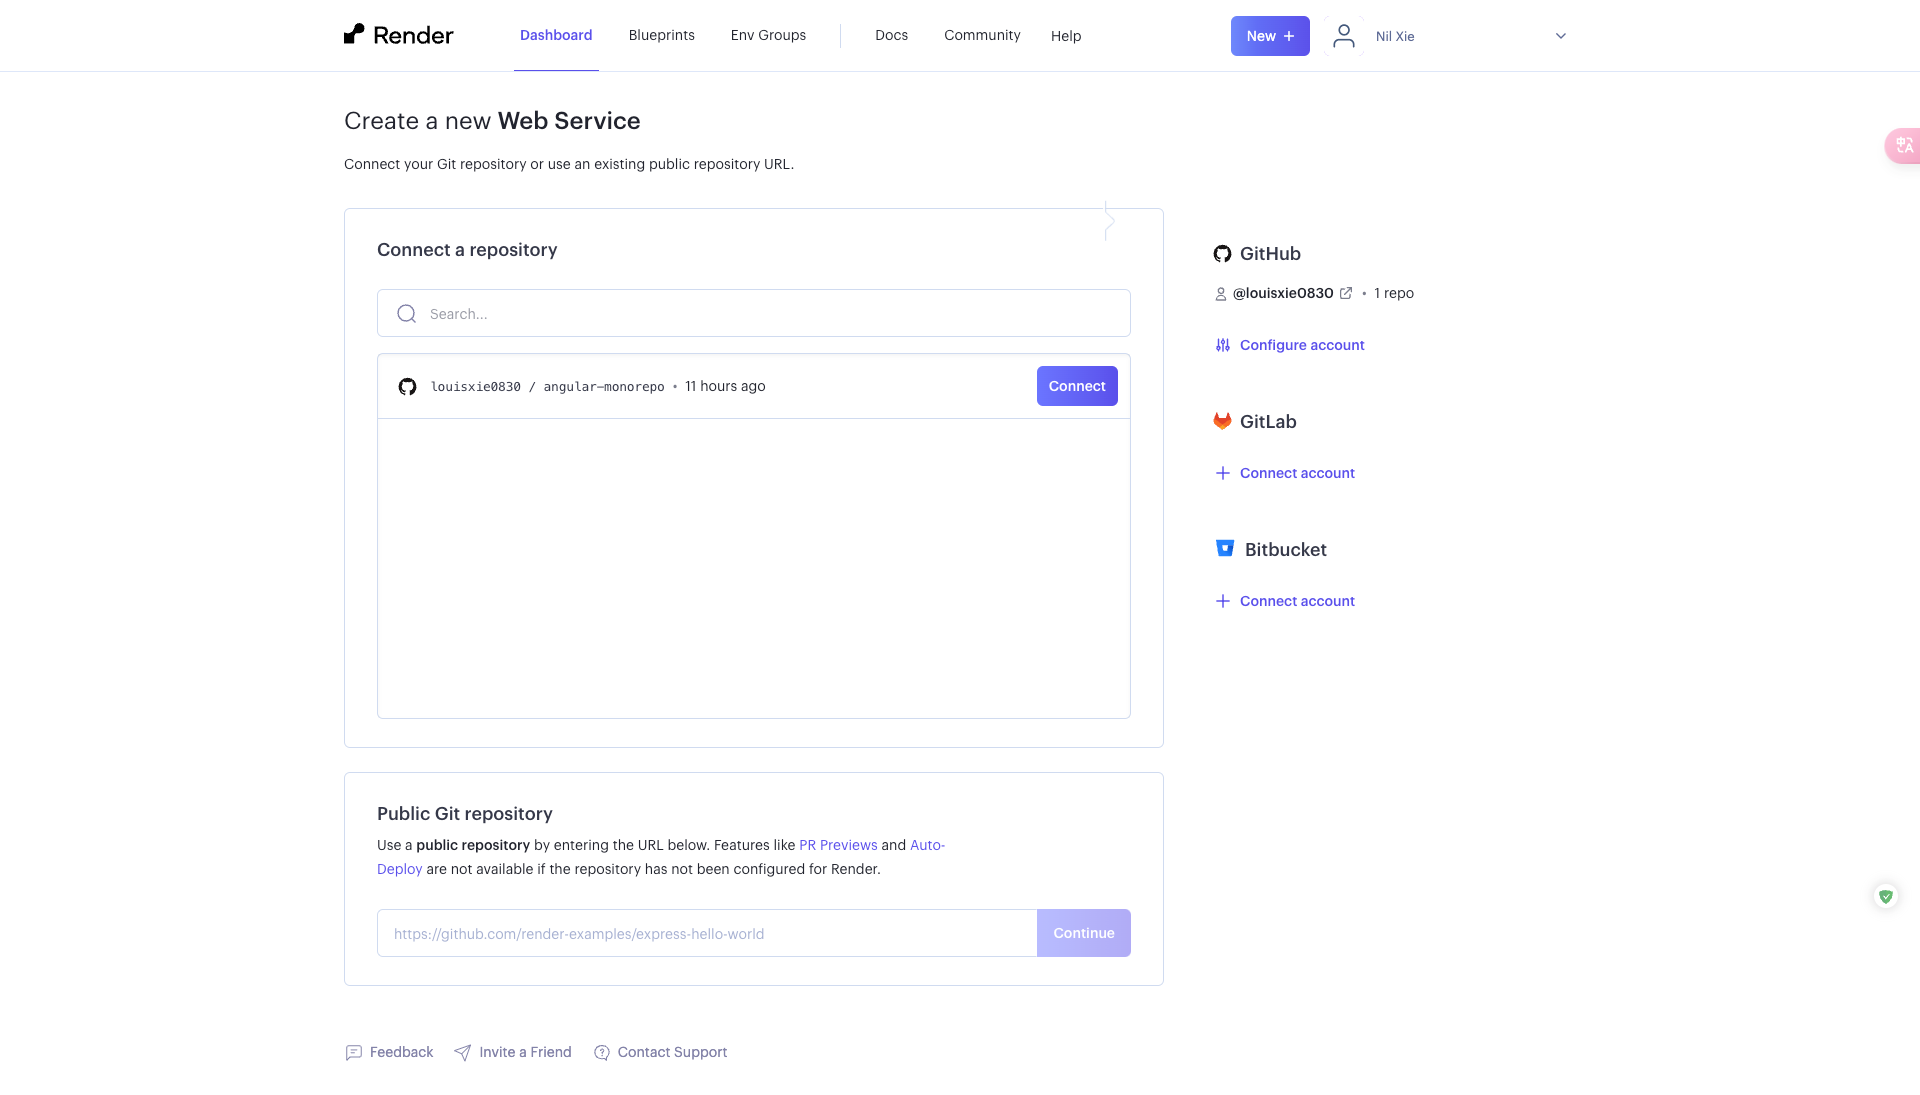 Render Dashboard Blueprints Env Groups Docs Community Help New + Nil Xie
Create a new Web Service
Connect your Git repository or use an existing public repository URL.
Connect a repository
Search...
louisxie0830 / angular-monorepo • 11 hours ago Connect
GitHub
@louisxie0830 • 1 repo
Configure account
GitLab
Connect account
Bitbucket
Connect account
Public Git repository
Use a public repository by entering the URL below. Features like PR Previews and Auto-
Deploy are not available if the repository has not been configured for Render.
https://github.com/render-examples/express-hello-world Continue
Feedback Invite a Friend Contact Support